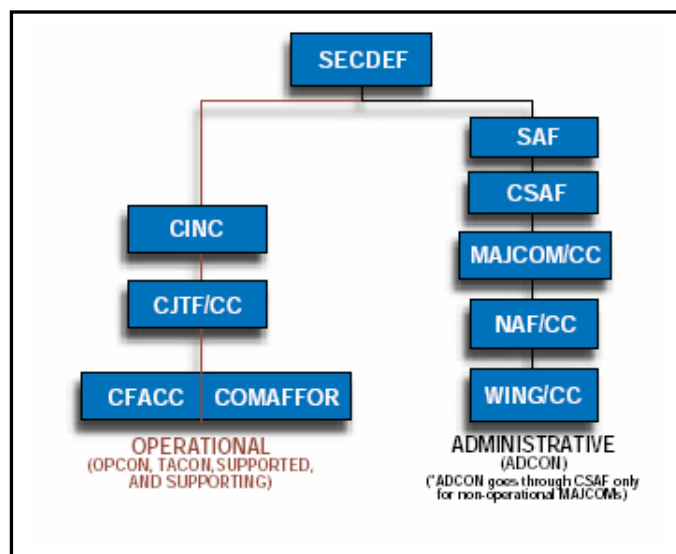 SECDEF
SAF
CSAF
CINC
MAJCOM/CC
CJTF/CC
NAF/CC
CFACC COMAFFOR
WING/CC
OPERATIONAL
(OPCON, TACON, SUPPORTED,
AND SUPPORTING)
ADMINISTRATIVE
(ADCON)
(*ADCON goes through CSAF only
for non-operational MAJCOMs)